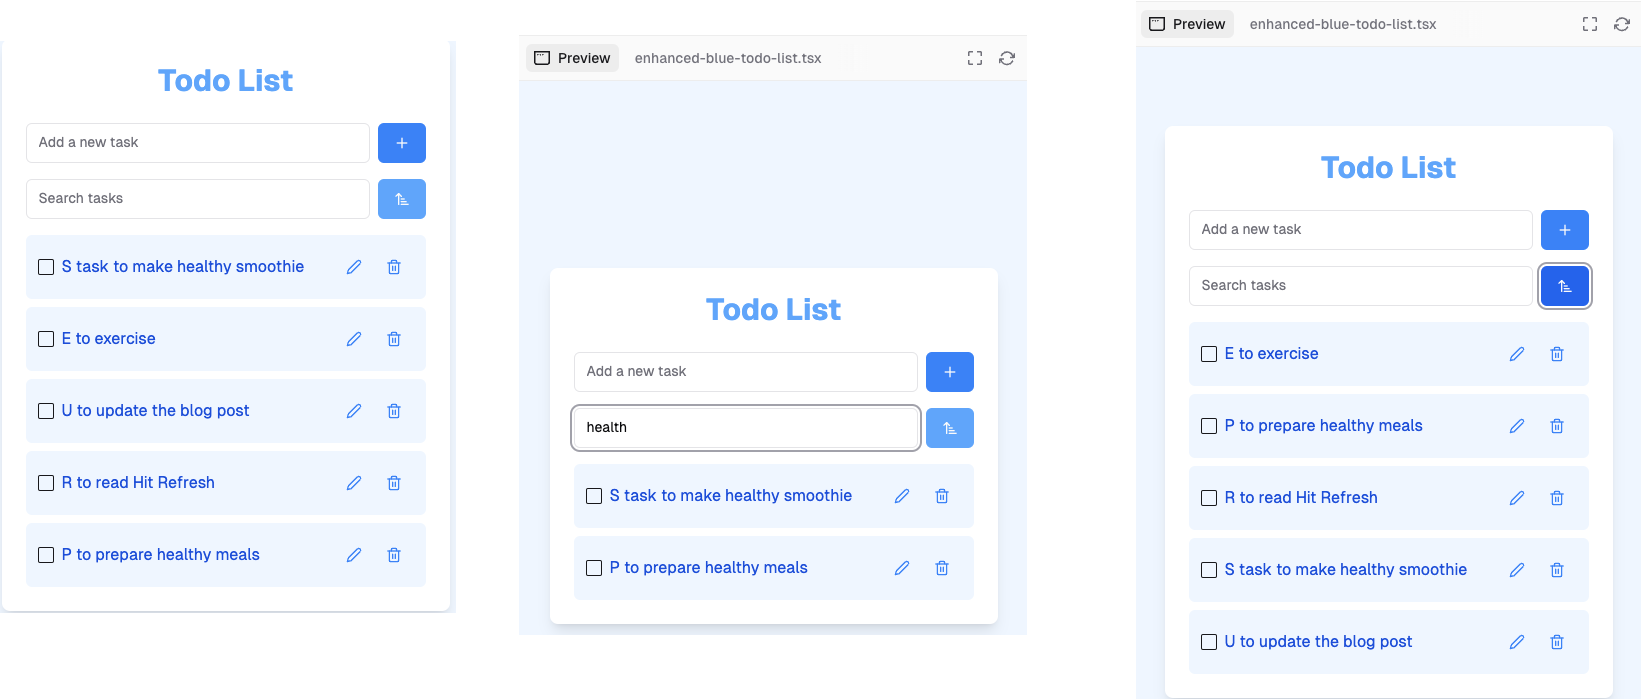 Todo List
Add a new task
Search tasks
S task to make healthy smoothie
E to exercise
U to update the blog post
R to read Hit Refresh
P to prepare healthy meals
Preview enhanced-blue-todo-list.tsx
Todo List
Add a new task
health
S task to make healthy smoothie
P to prepare healthy meals
Preview enhanced-blue-todo-list.tsx
Todo List
Add a new task
Search tasks
E to exercise
P to prepare healthy meals
R to read Hit Refresh
S task to make healthy smoothie
U to update the blog post